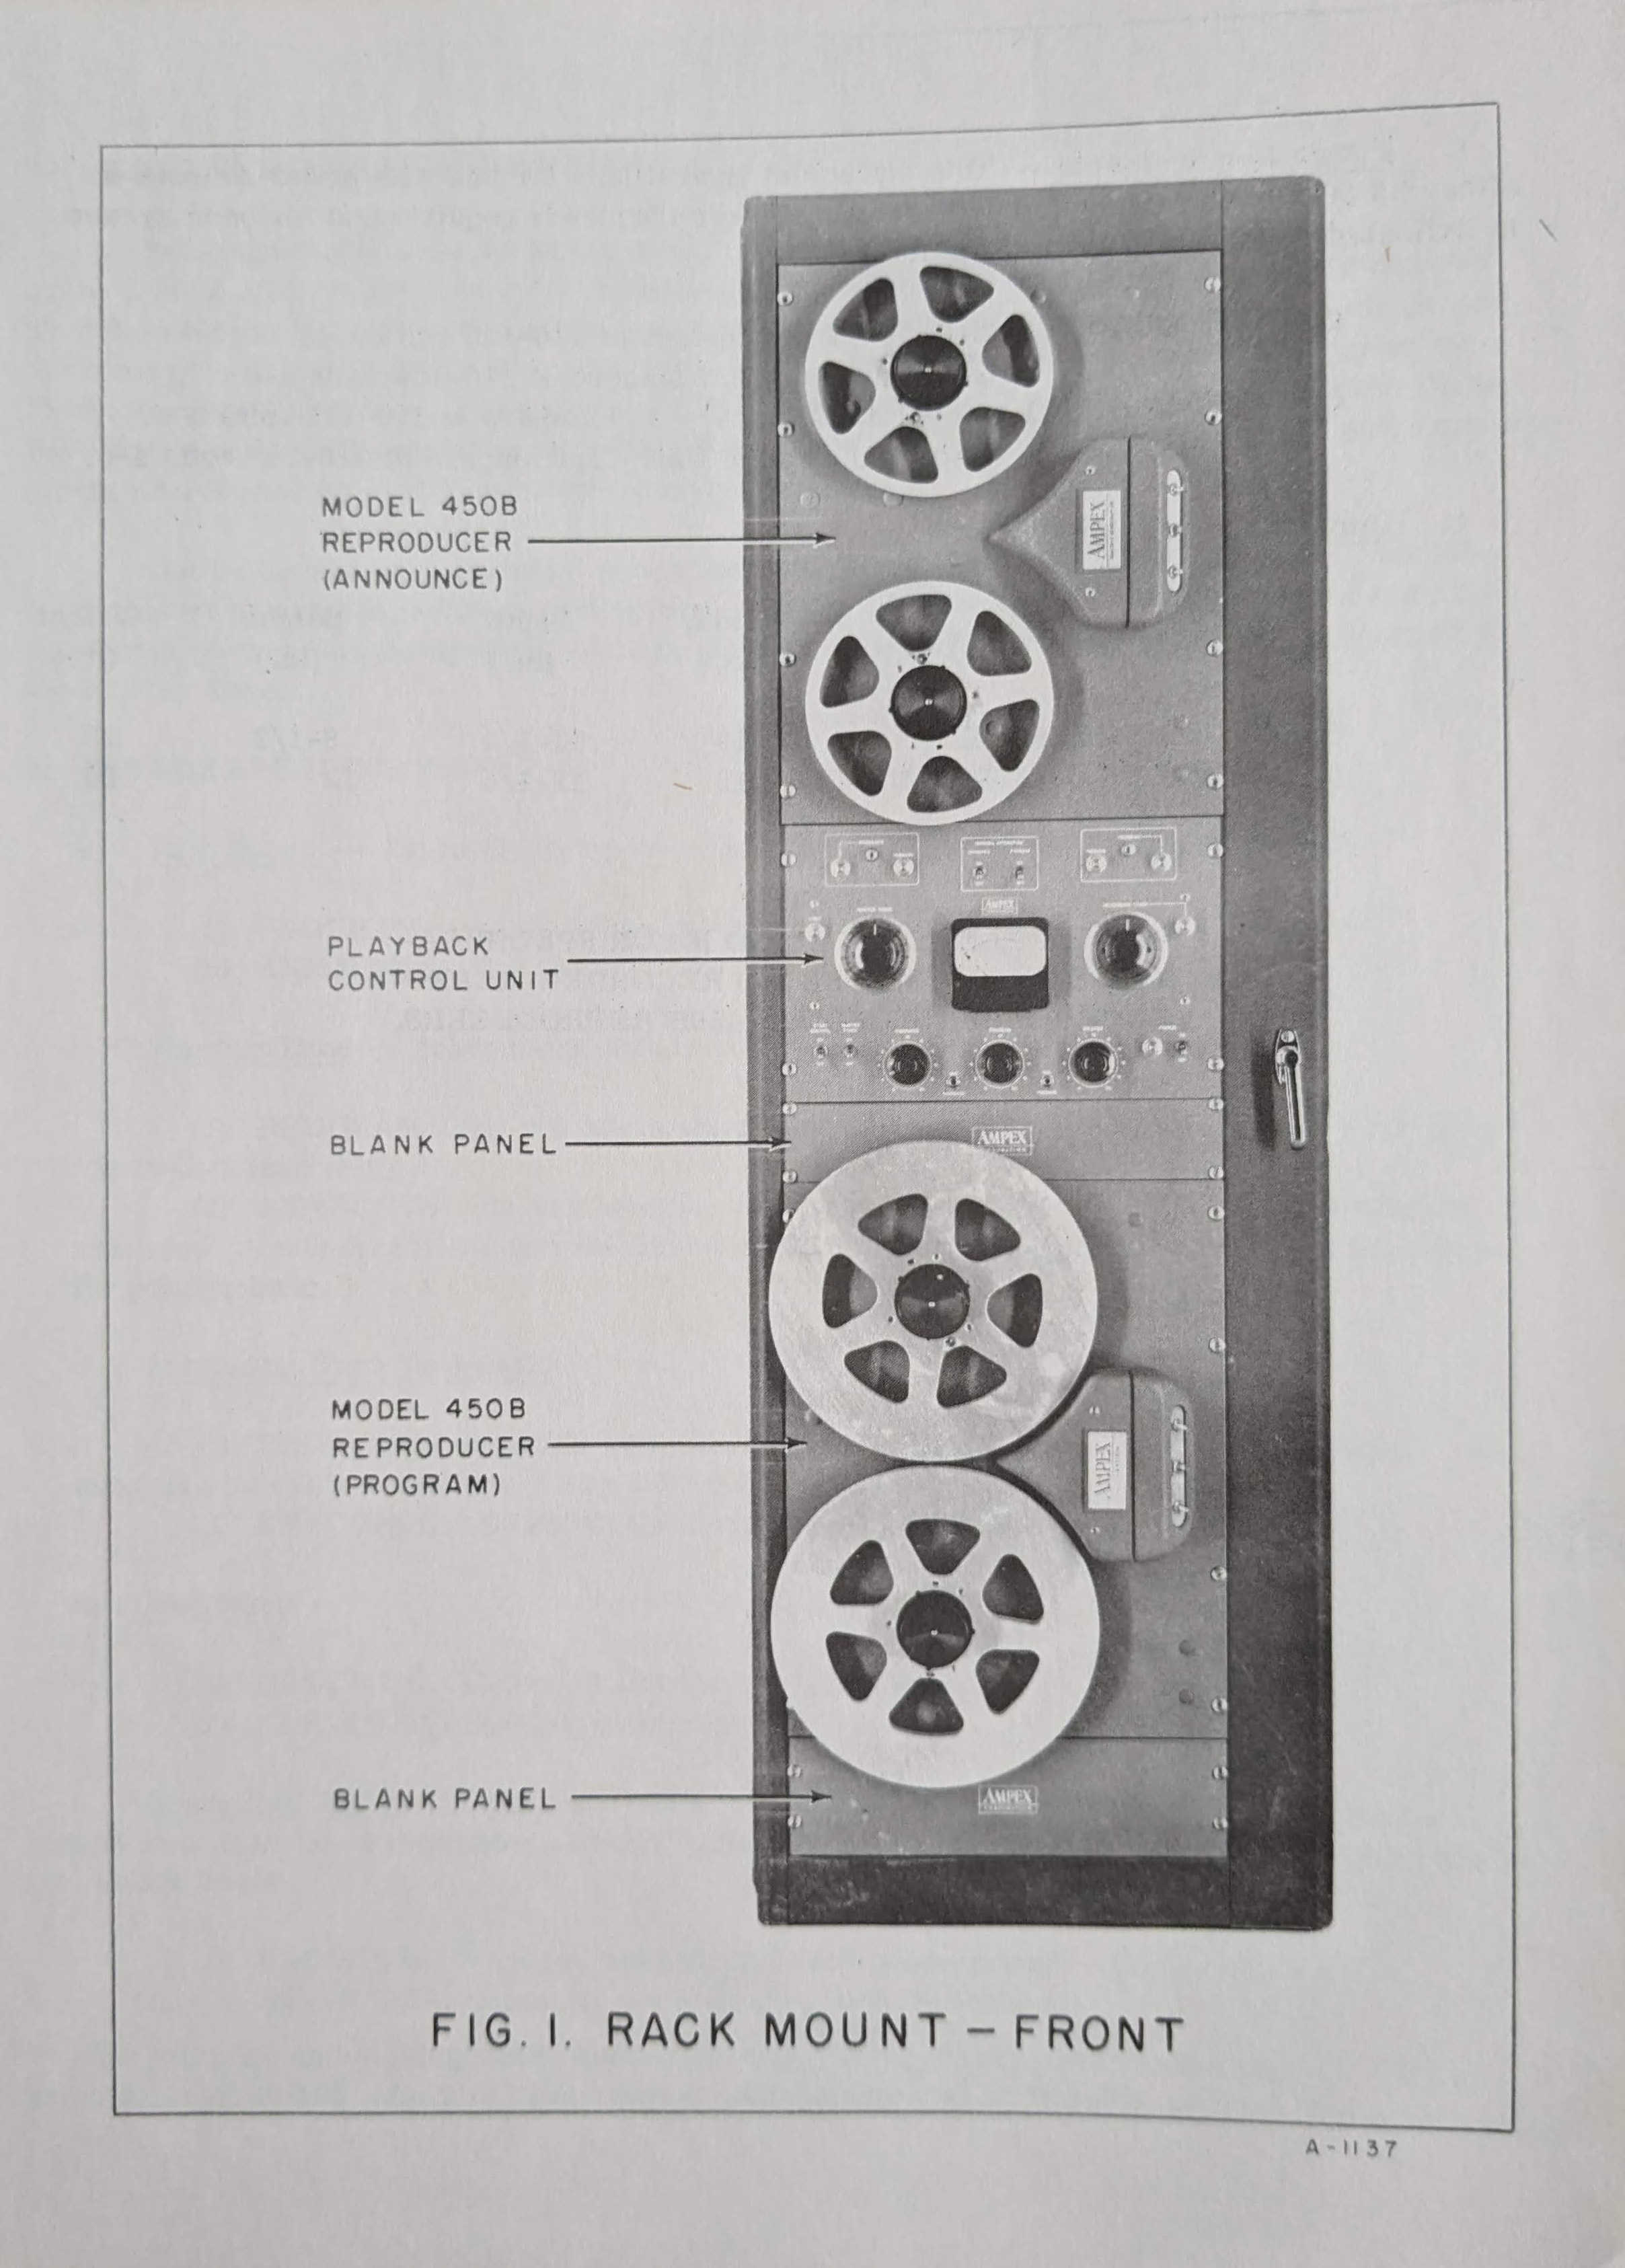 MODEL 450B
REPRODUCER
(ANNOUNCE)
AMPEX
AMPEX
PLAYBACK
CONTROL UNIT
BLANK PANEL
AMPEX
MODEL 450B
REPRODUCER
(PROGRAM)
AMPEX
BLANK PANEL
AMPEX
FIG. 1. RACK MOUNT – FRONT
A-1137